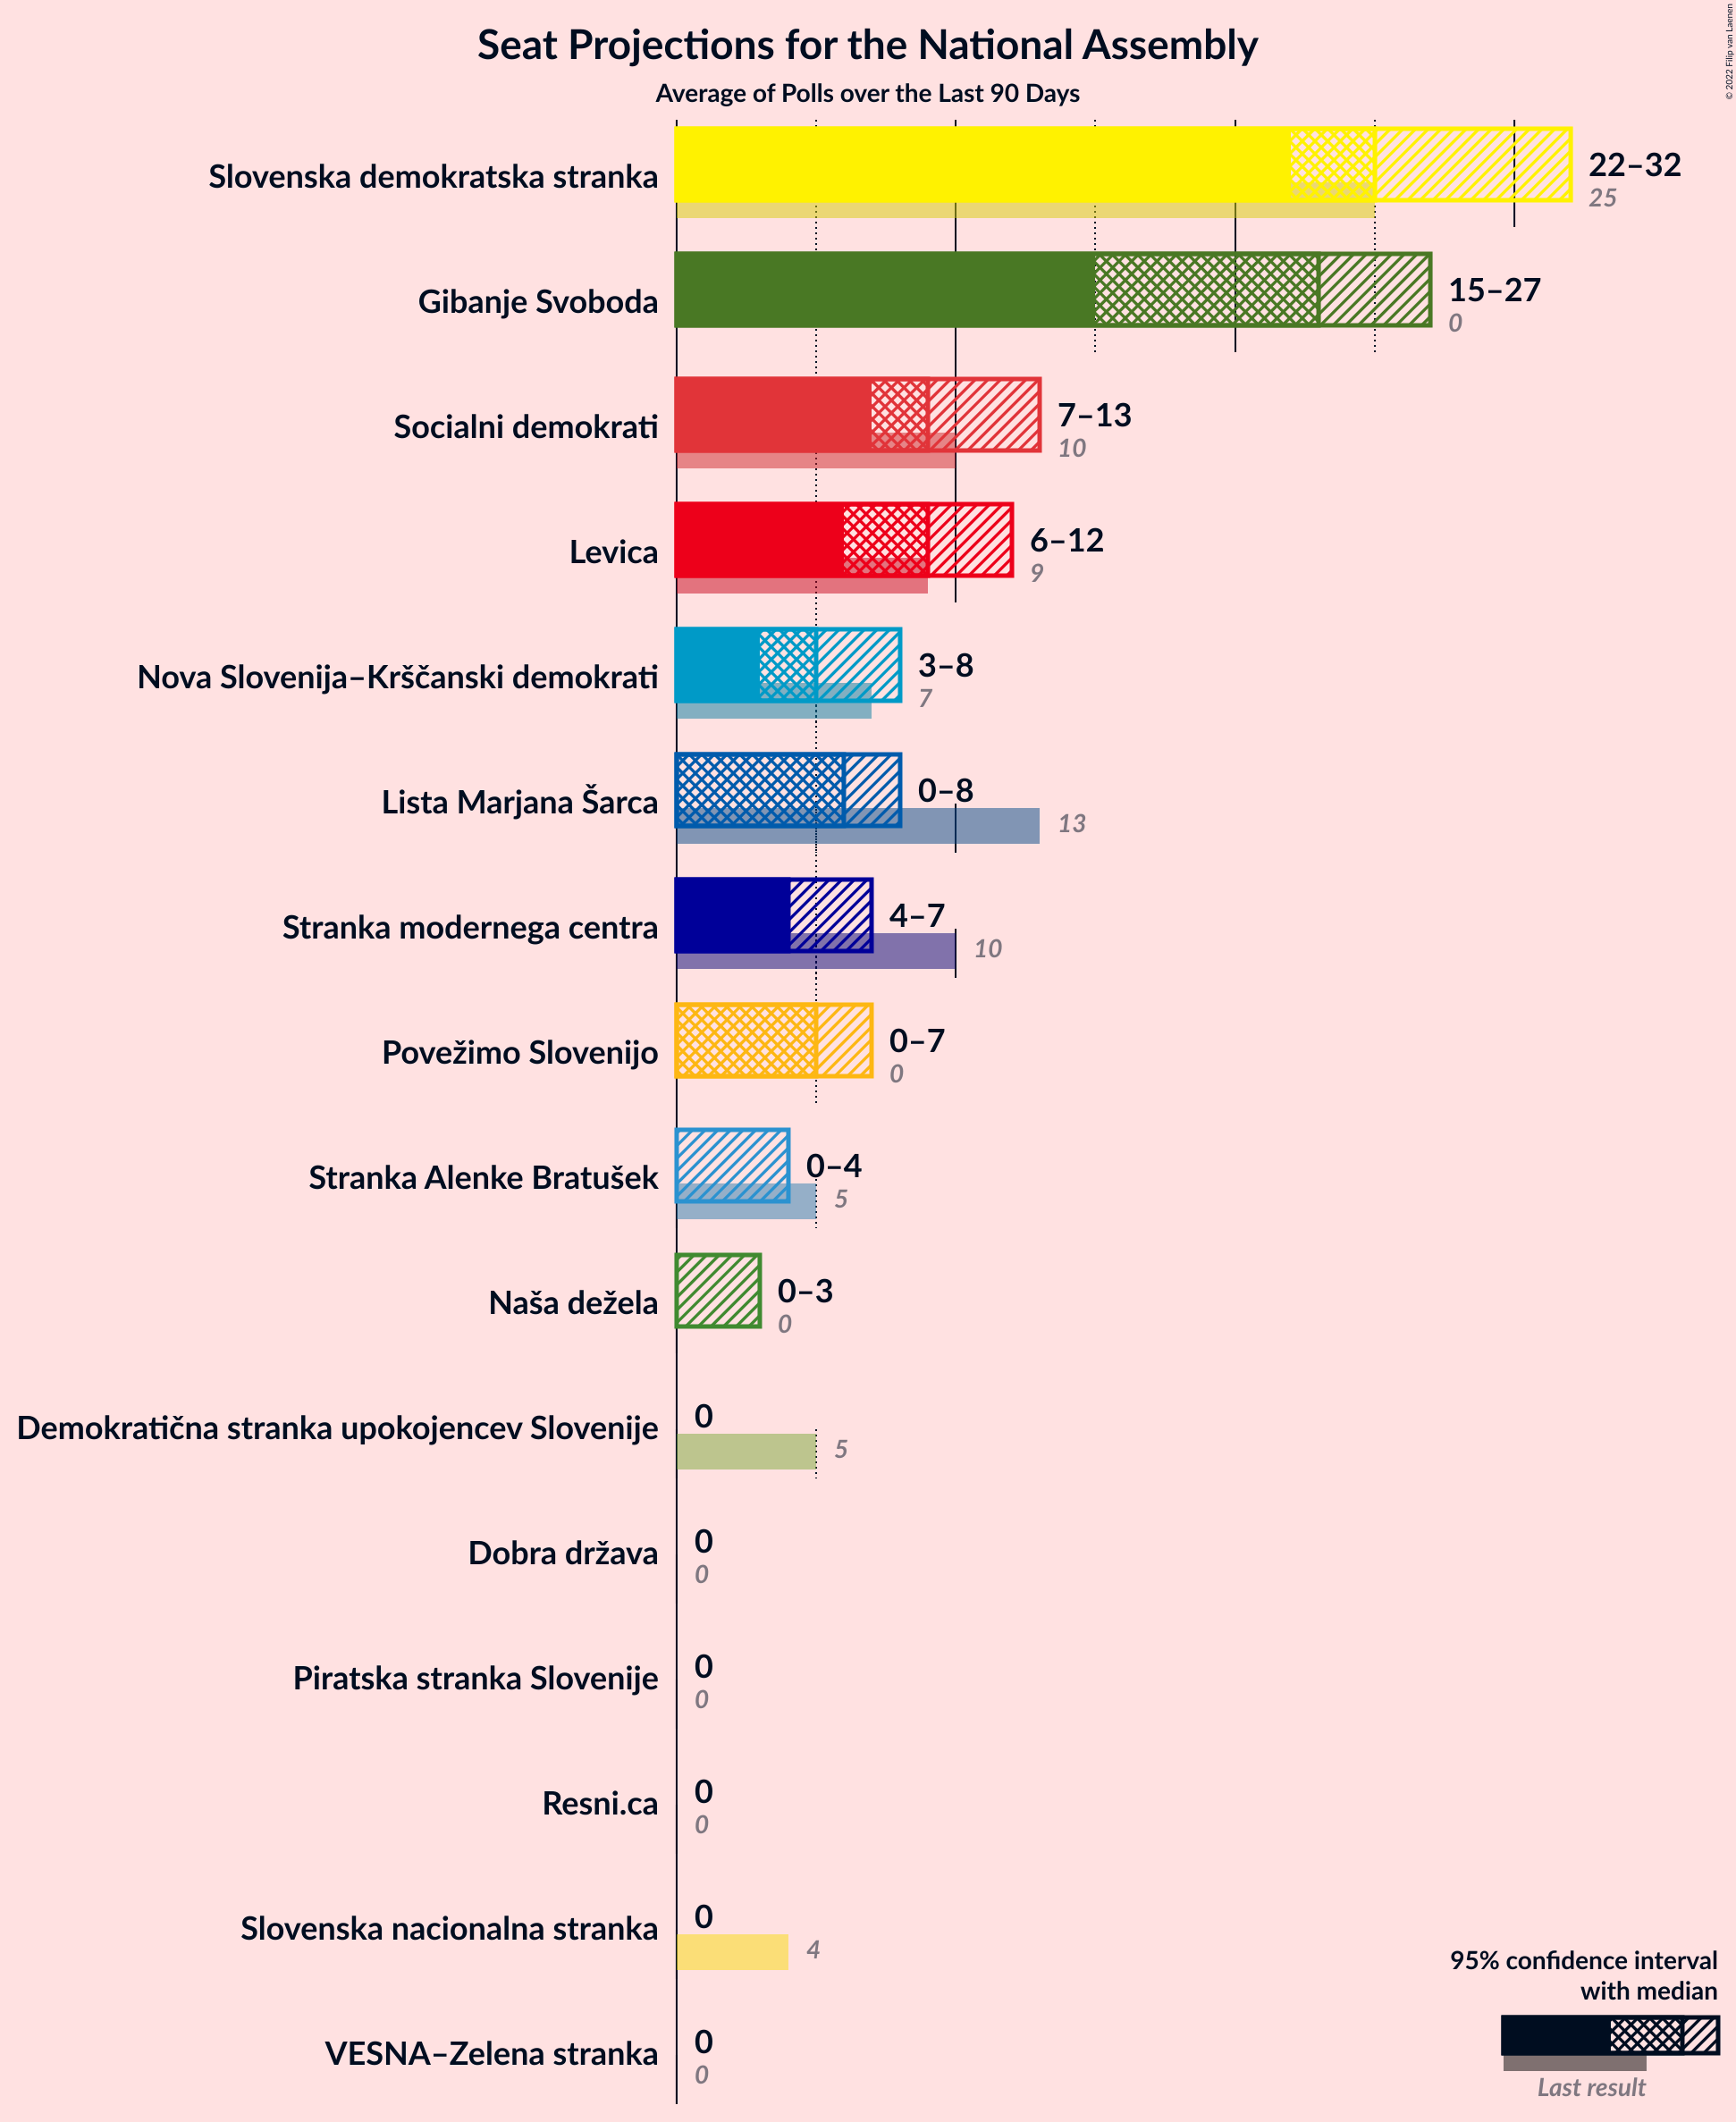 Seat Projections for the National Assembly
Average of Polls over the Last 90 Days
© 2022 Filip van Laenen
Slovenska demokratska stranka
22–32
25
Gibanje Svoboda
15–27
0
Socialni demokrati
7–13
10
Levica
6–12
9
Nova Slovenija–Krščanski demokrati
3–8
7
Lista Marjana Šarca
0–8
13
Stranka modernega centra
4–7
10
Povežimo Slovenijo
0–7
0
Stranka Alenke Bratušek
0–4
5
Naša dežela
0–3
0
Demokratična stranka upokojencev Slovenije
0
5
Dobra država
0
0
Piratska stranka Slovenije
0
0
Resni.ca
0
0
Slovenska nacionalna stranka
0
4
VESNA–Zelena stranka
0
0
95% confidence interval
with median
Last result